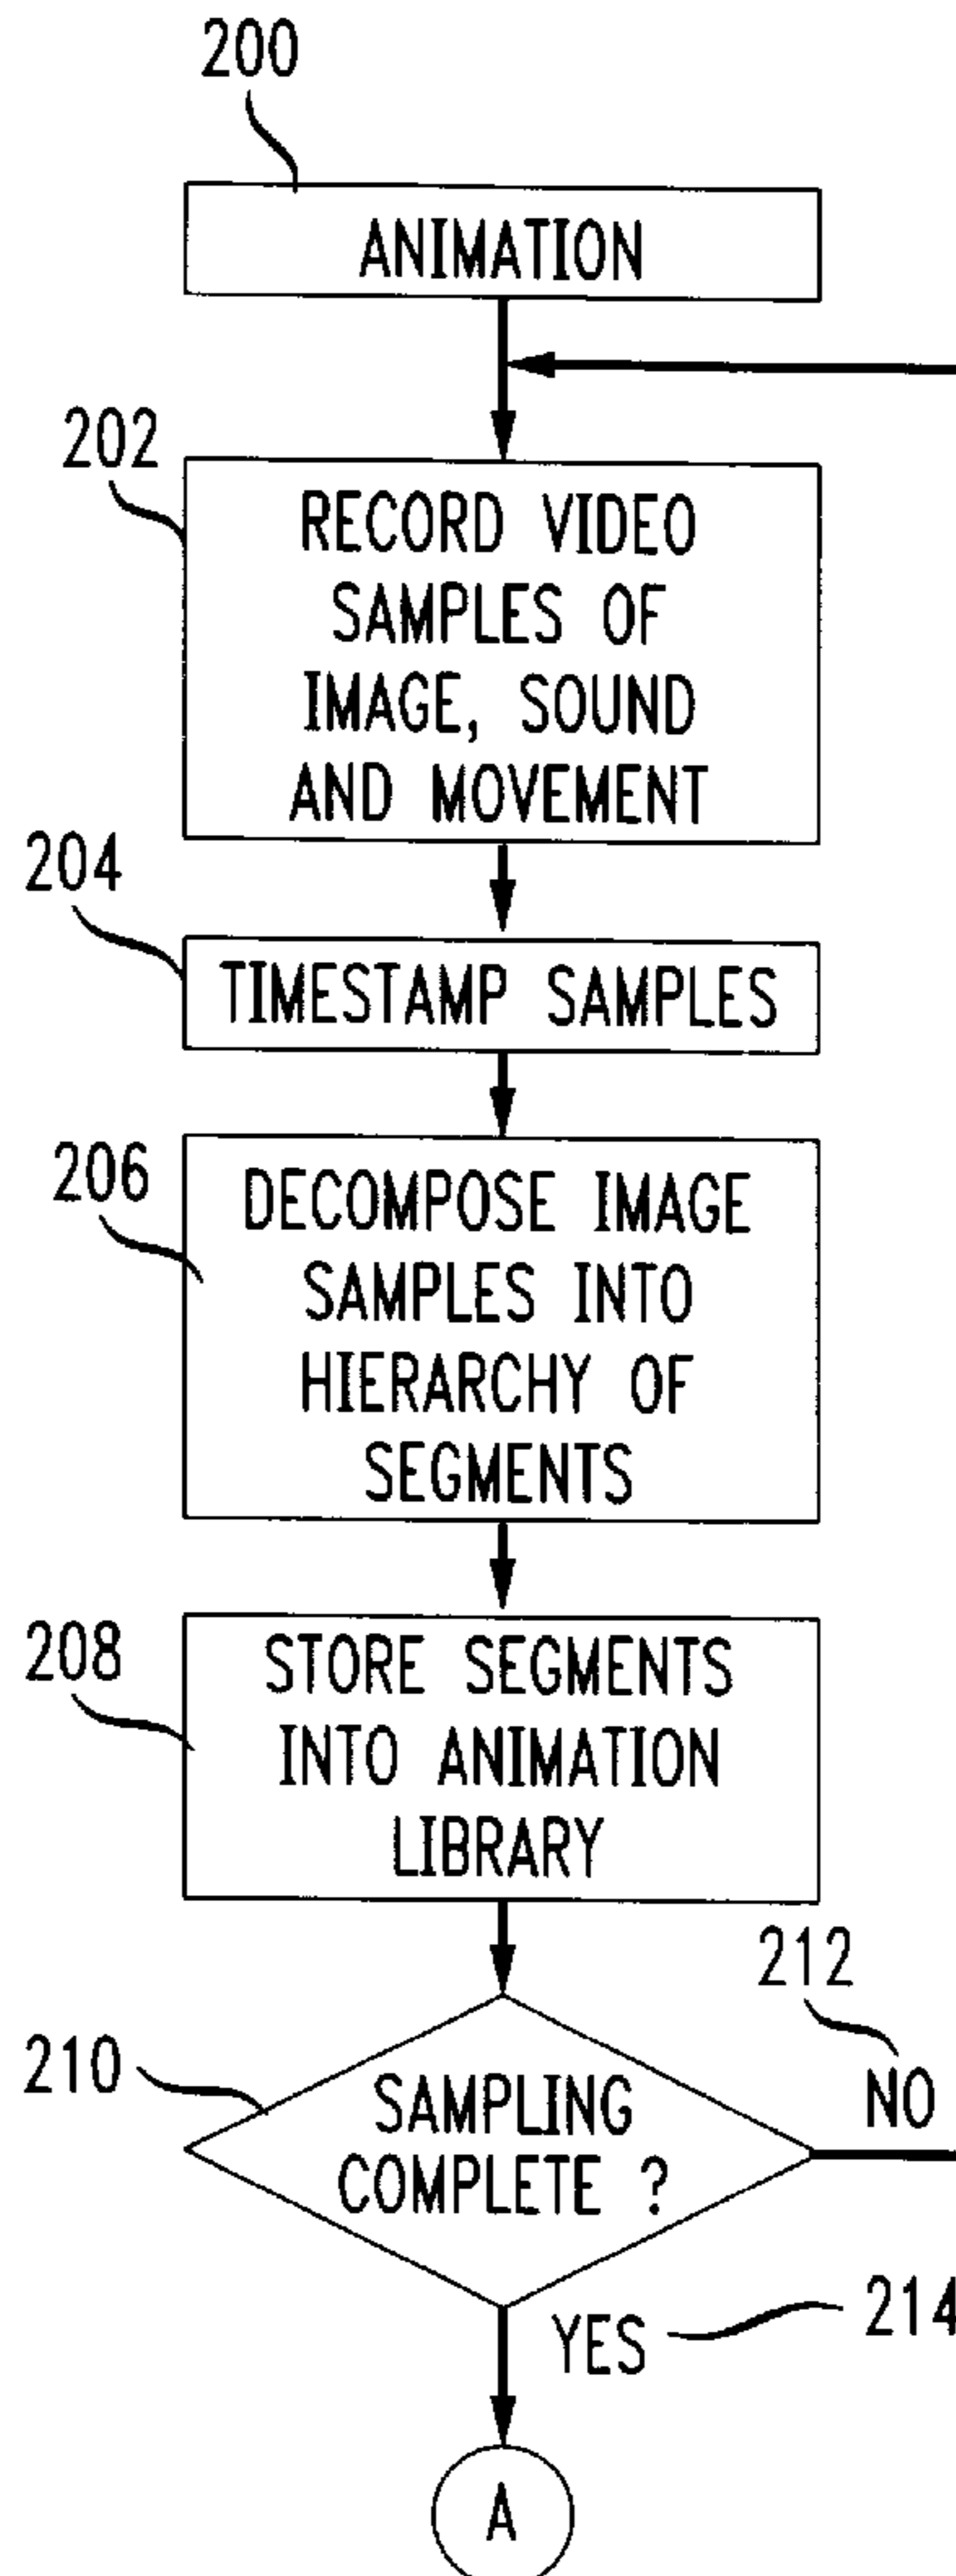 200
ANIMATION
202
RECORD VIDEO
SAMPLES OF
IMAGE, SOUND
AND MOVEMENT
204
TIMESTAMP SAMPLES
206
DECOMPOSE IMAGE
SAMPLES INTO
HIERARCHY OF
SEGMENTS
208
STORE SEGMENTS
INTO ANIMATION
LIBRARY
212
210
NO
SAMPLING
COMPLETE ?
214
YES
A